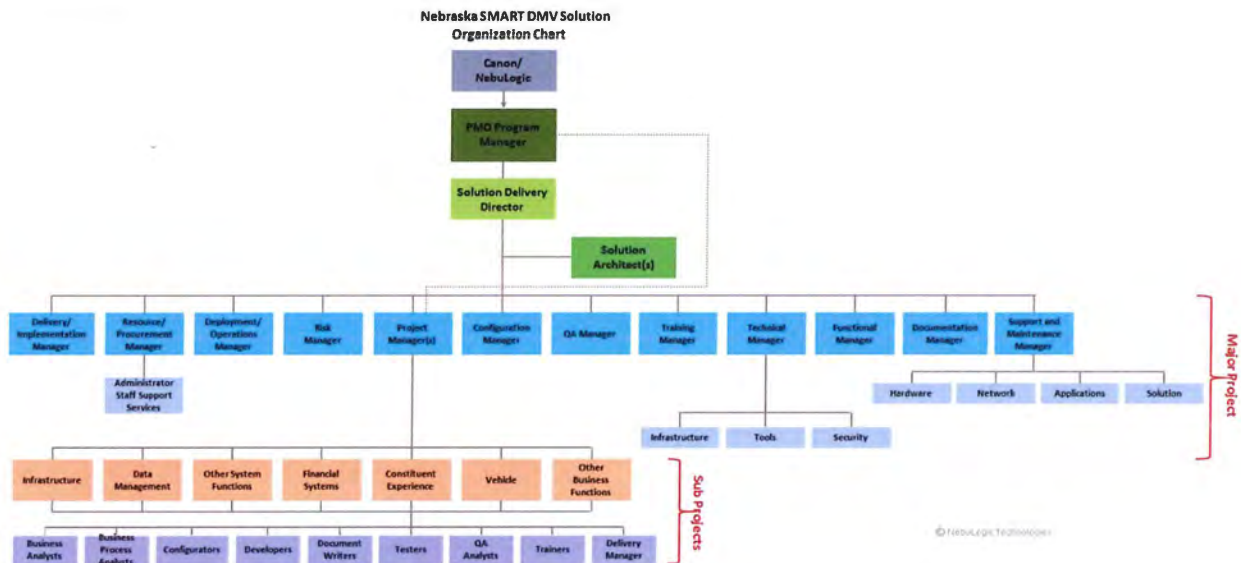 Nebraska SMART DMV Solution
Organization Chart
Canon/
NebuLogic
PMO Program
Manager
Solution Delivery
Director
Solution
Architect(s)
Delivery/
Implementation
Manager
Resource/
Procurement
Manager
Deployment/
Operations
Manager
Risk
Manager
Project
Manager(s)
Configuration
Manager
QA Manager
Training
Manager
Technical
Manager
Functional
Manager
Documentation
Manager
Support and
Maintenance
Manager
Major Project
Administrator
Staff Support
Services
Hardware
Network
Applications
Solution
Infrastructure
Tools
Security
Infrastructure
Data
Management
Other System
Functions
Financial
Systems
Constituent
Experience
Vehicle
Other
Business
Functions
Sub Projects
Business
Analysts
Business
Process
Analysts
Configurators
Developers
Document
Writers
Testers
QA
Analysts
Trainers
Delivery
Manager
© NebuLogic Technologies